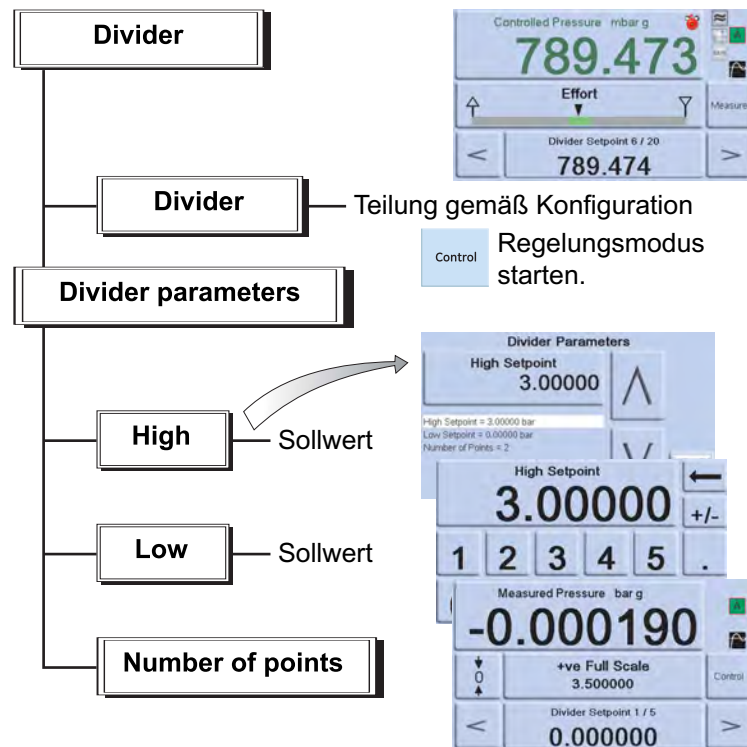 Divider
Controlled Pressure mbar g
789.473
Effort
Measure
Divider Setpoint 6 / 20
<
789.474
>
Divider
Teilung gemäß Konfiguration
Control
Regelungsmodus
starten.
Divider parameters
Divider Parameters
High Setpoint
3.00000
High Setpoint = 3.00000 bar
Low Setpoint = 0.00000 bar
Number of Points = 2
High
Sollwert
High Setpoint
3.00000
+/-
1 2 3 4 5 .
Low
Sollwert
Measured Pressure bar g
-0.000190
Number of points
0
+ve Full Scale
3.500000
Control
Divider Setpoint 1 / 5
<
0.000000
>